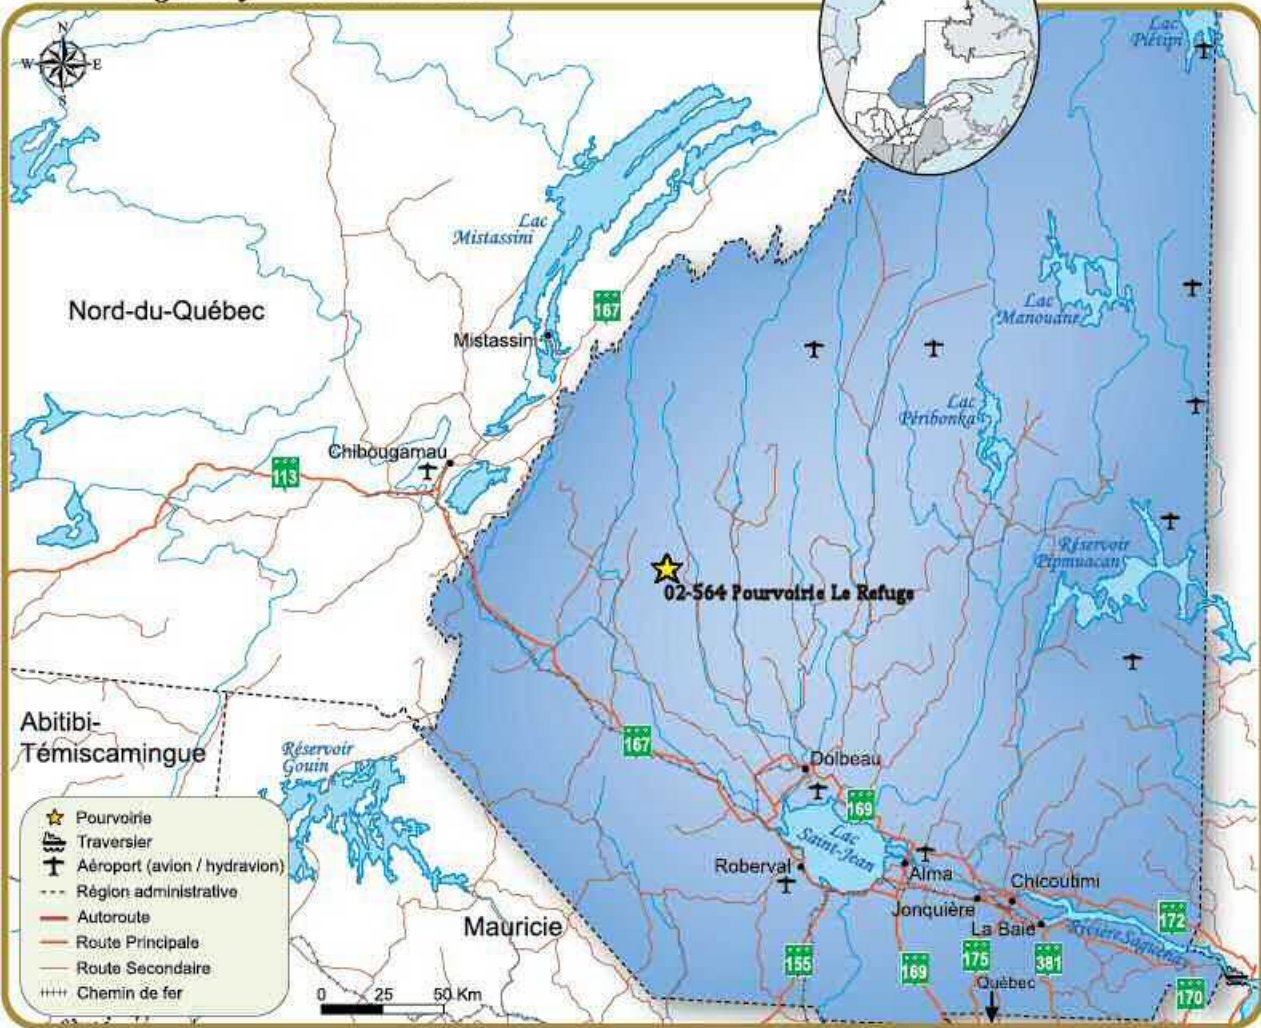 N
W E
S
Lac
Piétipi
Lac
Mistassini
167
Nord-du-Québec
Mistassini
Lac
Manouane
Lac
Péribonka
Chibougamau
113
Réservoir
Pipmuacan
02-564 Pourvoirie Le Refuge
Abitibi-
Témiscamingue
Réservoir
Gouin
167
Dolbeau
169
Lac
Saint-Jean
Roberval
Alma
Chicoutimi
Jonquière
La Baie
Rivière Saguenay
172
Mauricie
155
169
175
381
Québec
170
Pourvoirie
Traversier
Aéroport (avion / hydravion)
Région administrative
Autoroute
Route Principale
Route Secondaire
Chemin de fer
0 25 50 Km